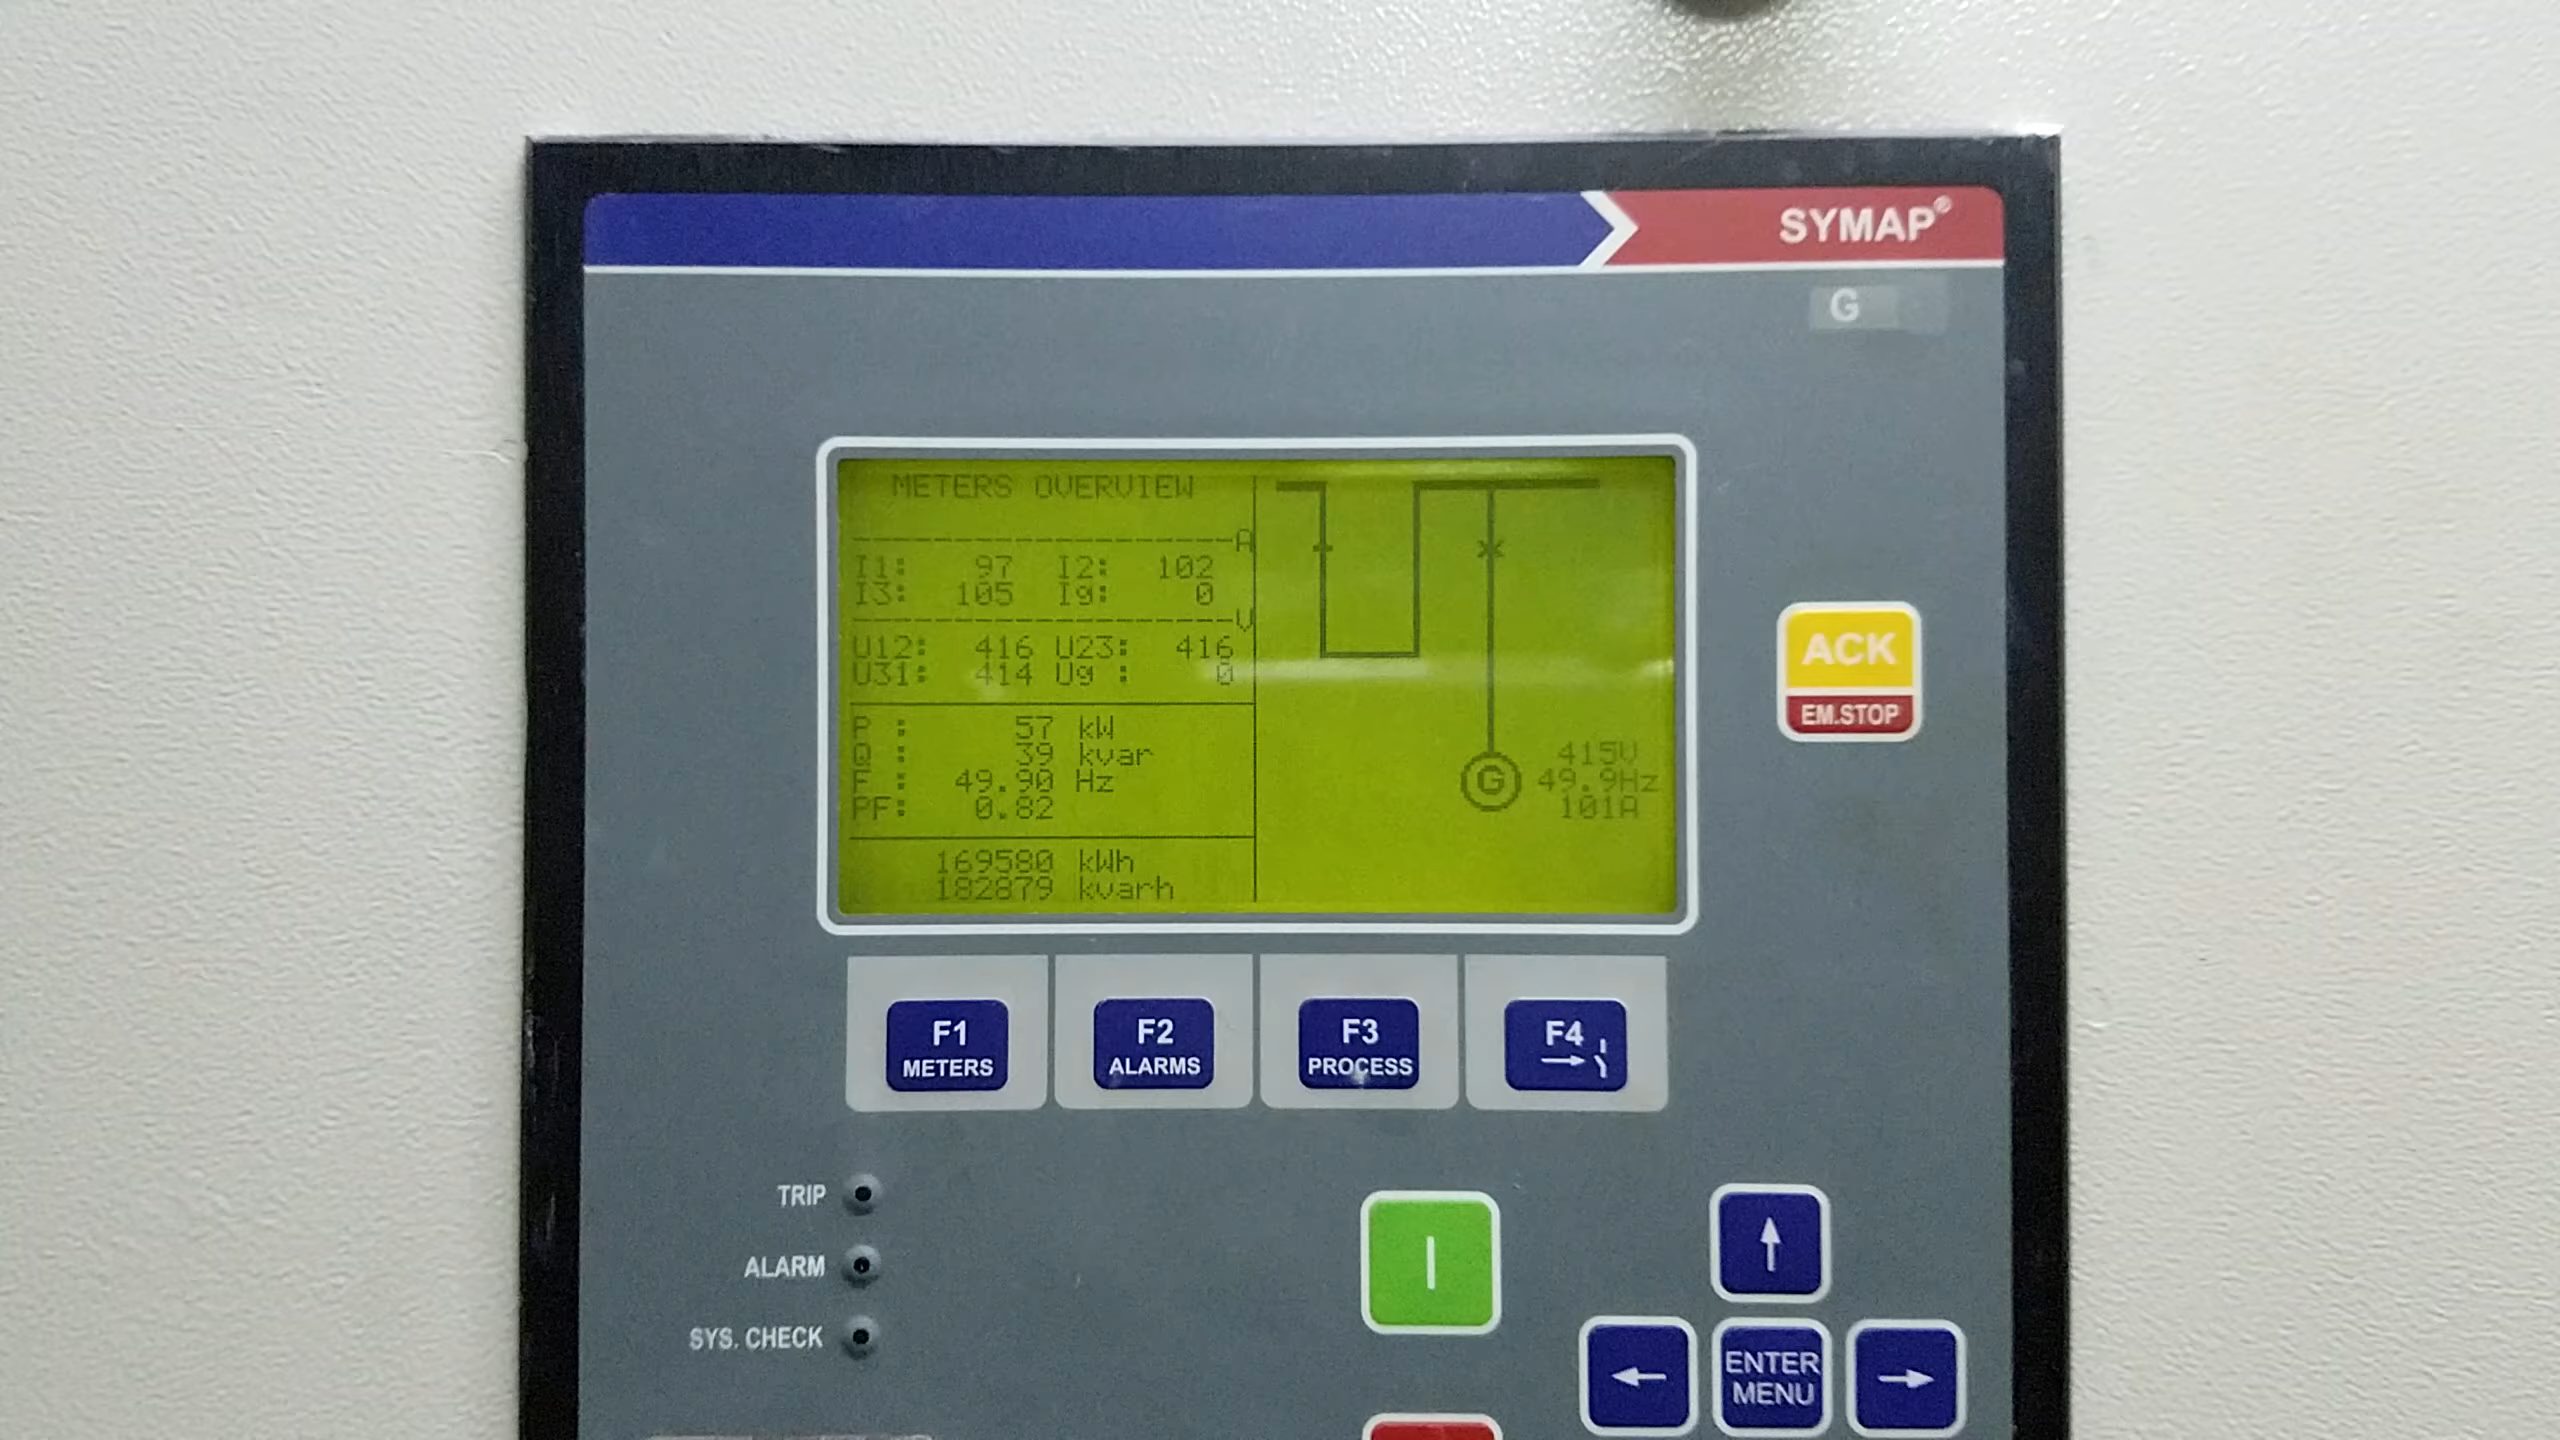 SYMAP®
G
METERS OVERVIEW
A
I1: 97 I2: 102
I3: 105 Ig: 0
V
U12: 416 U23: 416
U31: 414 Ug : 0
P : 57 kW
Q : 39 kvar
F : 49.90 Hz
PF: 0.82
169580 kWh
182879 kvarh
G
415V
49.9Hz
101A
ACK
EM.STOP
F1
METERS
F2
ALARMS
F3
PROCESS
F4
TRIP
ALARM
SYS. CHECK
I
ENTER
MENU